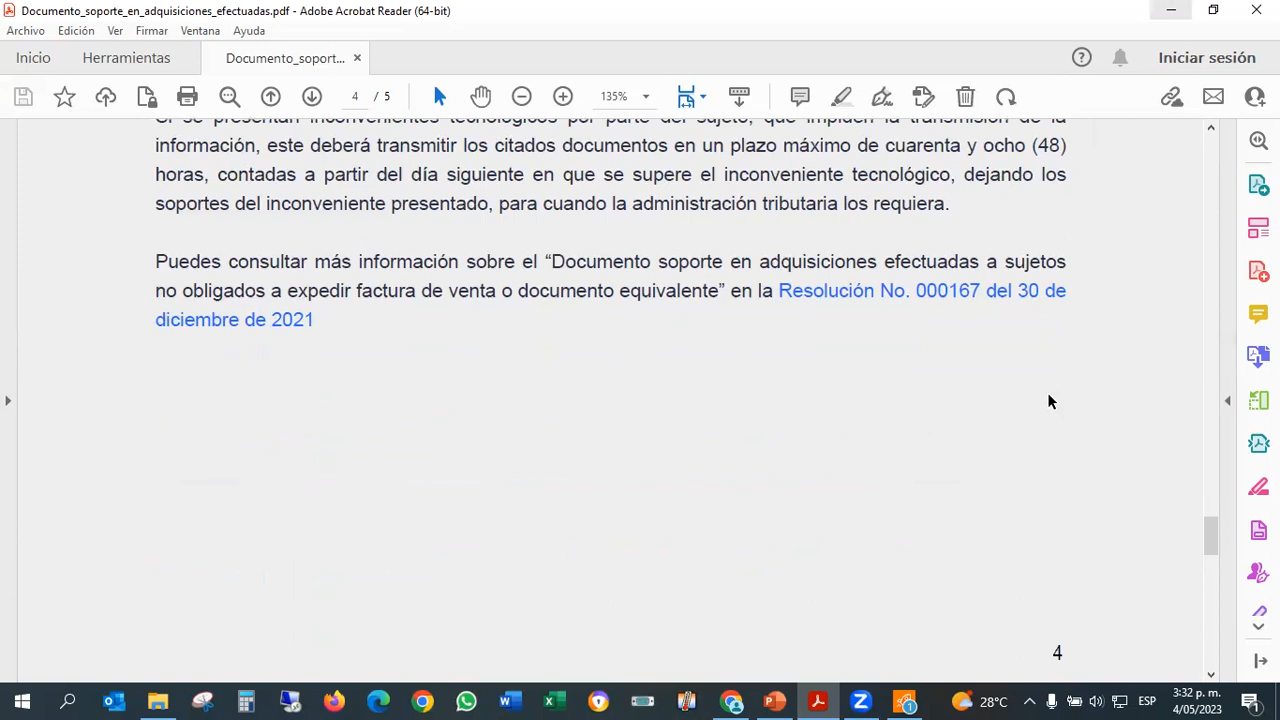 Documento_soporte_en_adquisiciones_efectuadas.pdf - Adobe Acrobat Reader (64-bit)
Archivo Edición Ver Firmar Ventana Ayuda
Inicio Herramientas Documento_soport... × Iniciar sesión
4 / 5 135%
Si se presentan inconvenientes tecnológicos por parte del sujeto, que impiden la transmisión de la
información, este deberá transmitir los citados documentos en un plazo máximo de cuarenta y ocho (48)
horas, contadas a partir del día siguiente en que se supere el inconveniente tecnológico, dejando los
soportes del inconveniente presentado, para cuando la administración tributaria los requiera.
Puedes consultar más información sobre el “Documento soporte en adquisiciones efectuadas a sujetos
no obligados a expedir factura de venta o documento equivalente” en la Resolución No. 000167 del 30 de
diciembre de 2021
4
28°C ESP 3:32 p. m.
4/05/2023